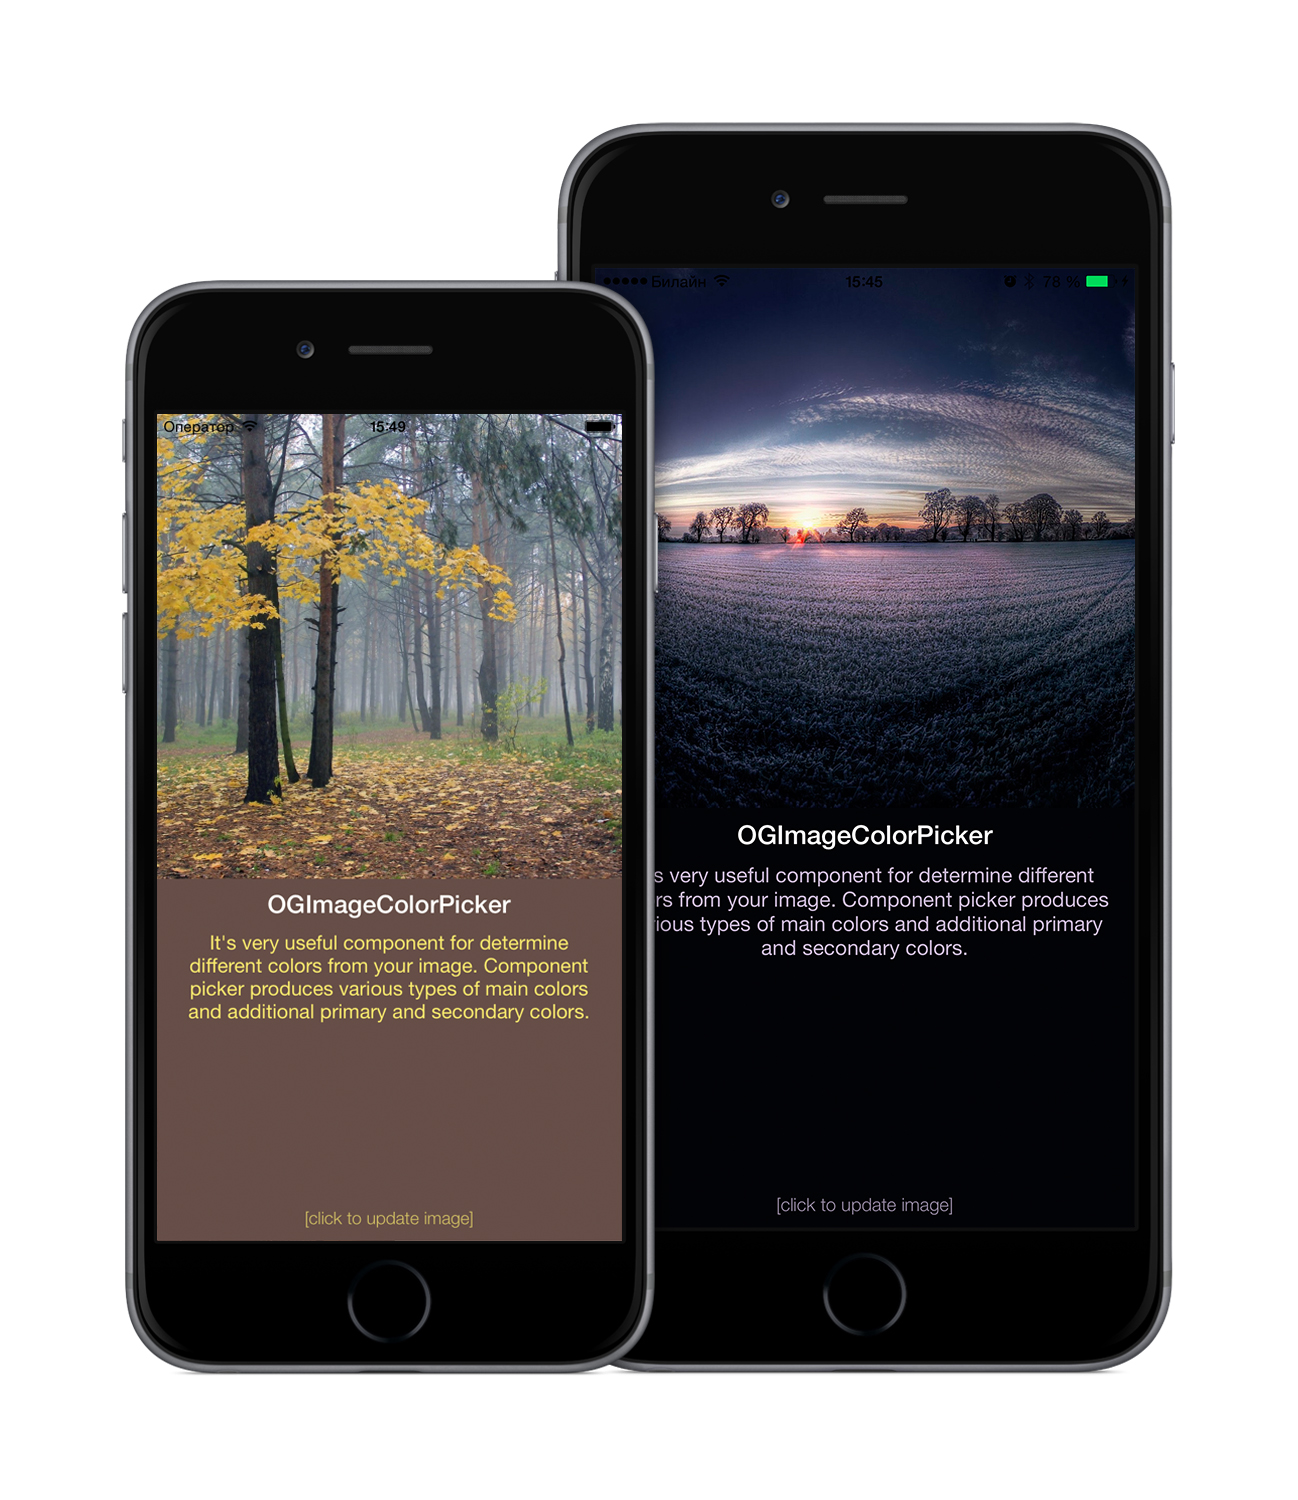 Оператор 15:49
OGImageColorPicker
It's very useful component for determine
different colors from your image. Component
picker produces various types of main colors
and additional primary and secondary colors.
[click to update image]
Билайн 15:45 78 %
OGImageColorPicker
s very useful component for determine different
rs from your image. Component picker produces
ious types of main colors and additional primary
and secondary colors.
[click to update image]